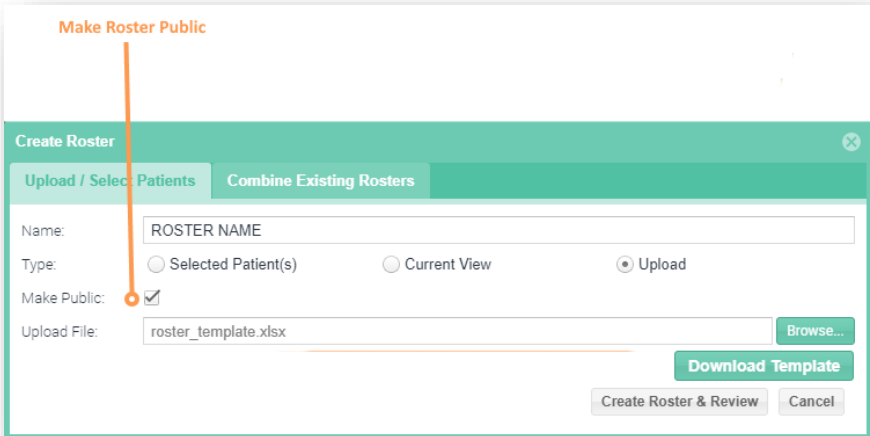 Make Roster Public
Create Roster
Upload / Select Patients Combine Existing Rosters
Name: ROSTER NAME
Type: Selected Patient(s) Current View Upload
Make Public:
Upload File: roster_template.xlsx Browse...
Download Template
Create Roster & Review Cancel